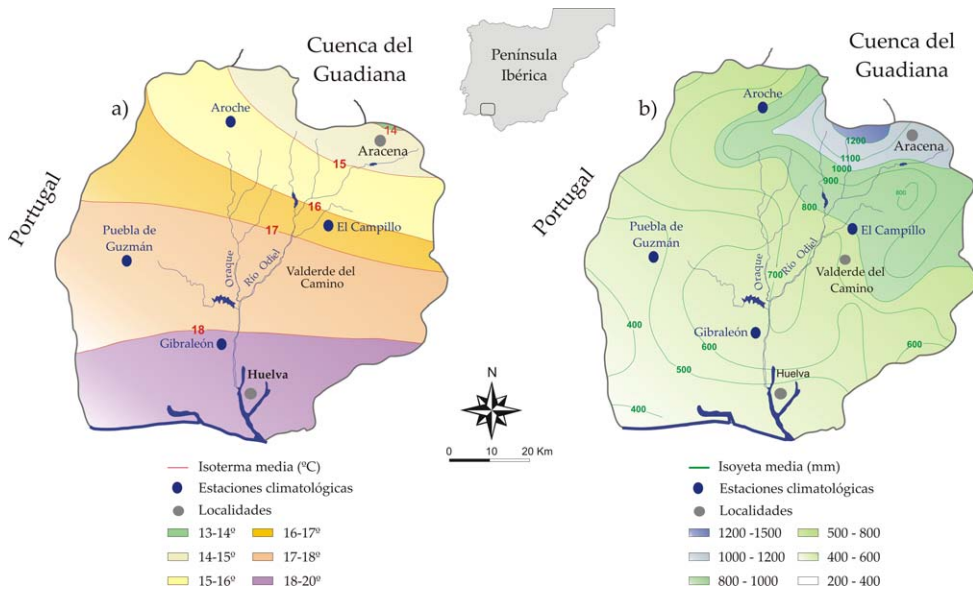 Cuenca del
Guadiana
Península
Ibérica
Cuenca del
Guadiana
a)
Aroche
14
Aracena
15
16
El Campillo
17
Portugal
Puebla de
Guzmán
Oraque
Río Odiel
Valderde del
Camino
18
Gibraleón
Huelva
b)
Aroche
1200
Aracena
1100
1000
900
800
800
El Campillo
Portugal
Puebla de
Guzmán
Oraque
Río Odiel
Valderde del
Camino
700
400
Gibraleón
600
600
500
Huelva
400
N
0 10 20 Km
Isoterma media (ºC)
Estaciones climatológicas
Localidades
13-14º
16-17º
14-15º
17-18º
15-16º
18-20º
Isoyeta media (mm)
Estaciones climatológicas
Localidades
1200 -1500
500 - 800
1000 - 1200
400 - 600
800 - 1000
200 - 400